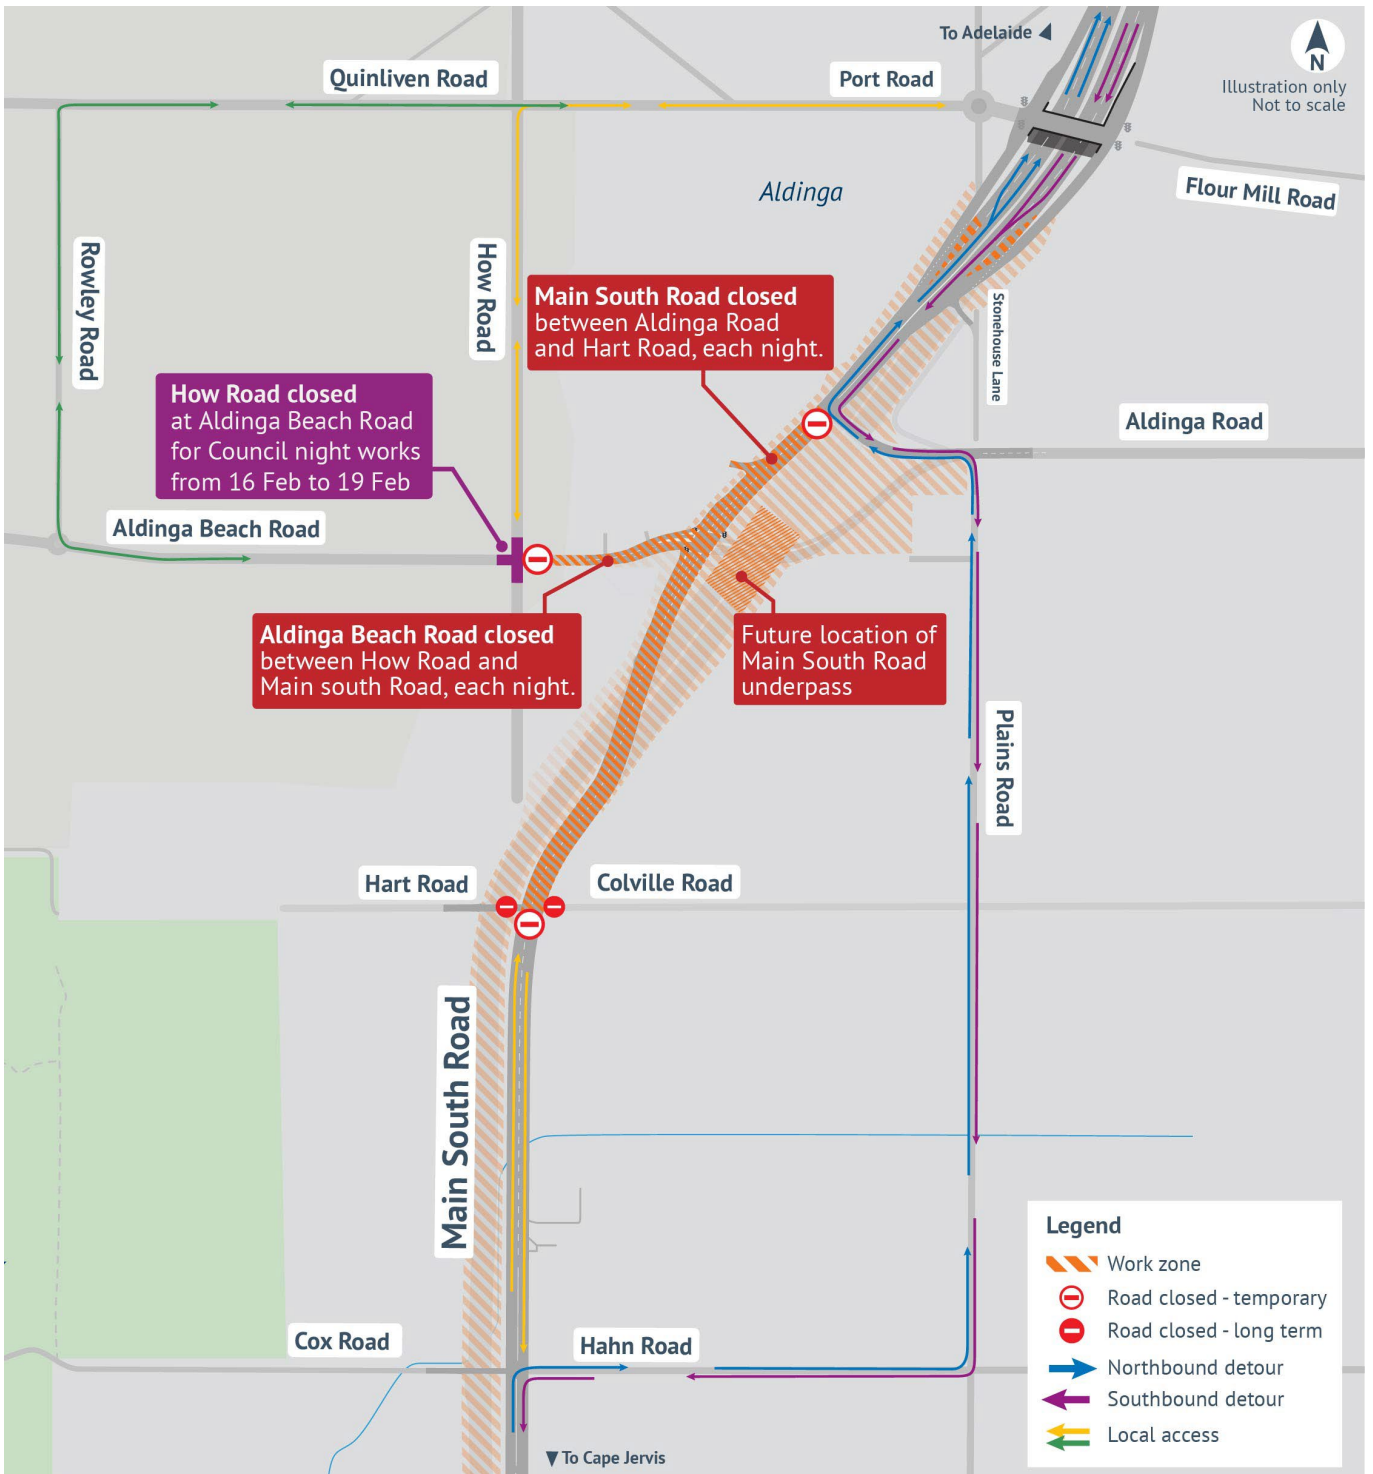 To Adelaide
N
Illustration only
Not to scale
Quinliven Road
Port Road
Flour Mill Road
Aldinga
Rowley Road
How Road
Stonehouse Lane
Main South Road closed
between Aldinga Road
and Hart Road, each night.
How Road closed
at Aldinga Beach Road
for Council night works
from 16 Feb to 19 Feb
Aldinga Road
Aldinga Beach Road
Aldinga Beach Road closed
between How Road and
Main south Road, each night.
Future location of
Main South Road
underpass
Plains Road
Hart Road
Colville Road
Main South Road
Cox Road
Hahn Road
To Cape Jervis
Legend
Work zone
Road closed - temporary
Road closed - long term
Northbound detour
Southbound detour
Local access